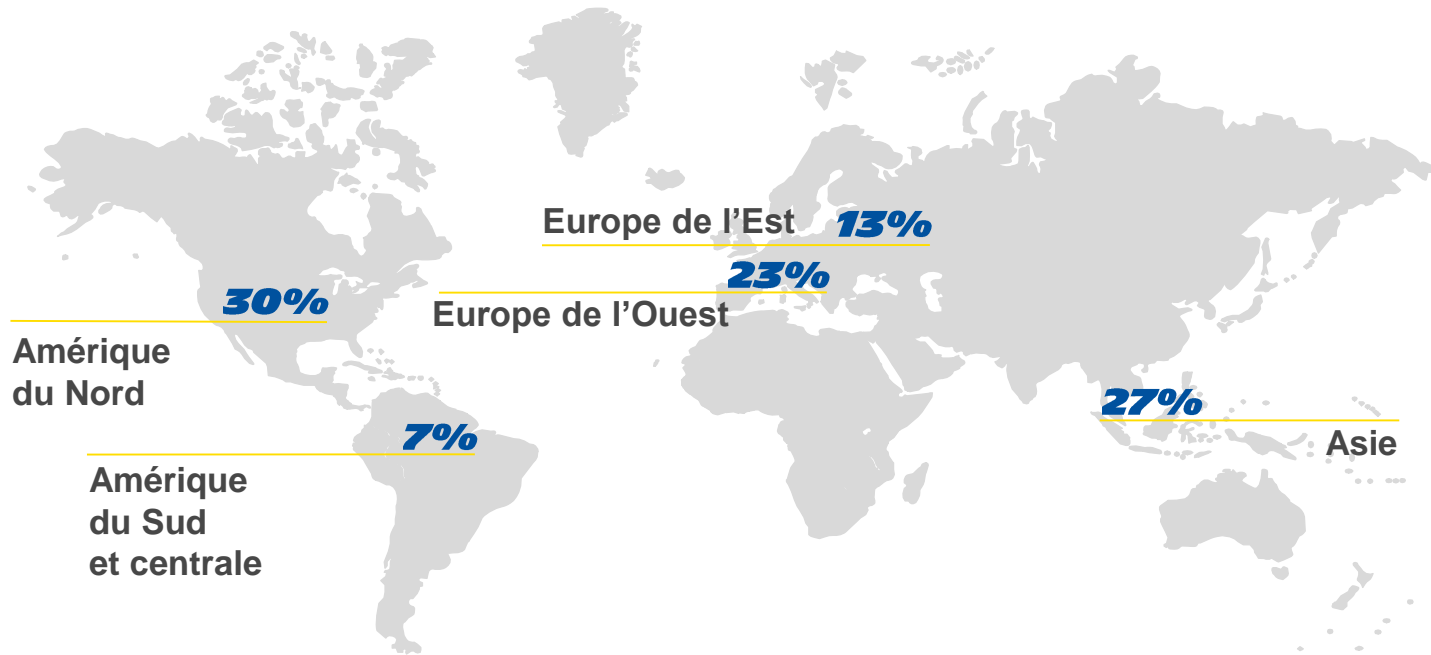 Europe de l’Est 13%
23%
Europe de l’Ouest
30%
Amérique
du Nord
27%
Asie
7%
Amérique
du Sud
et centrale